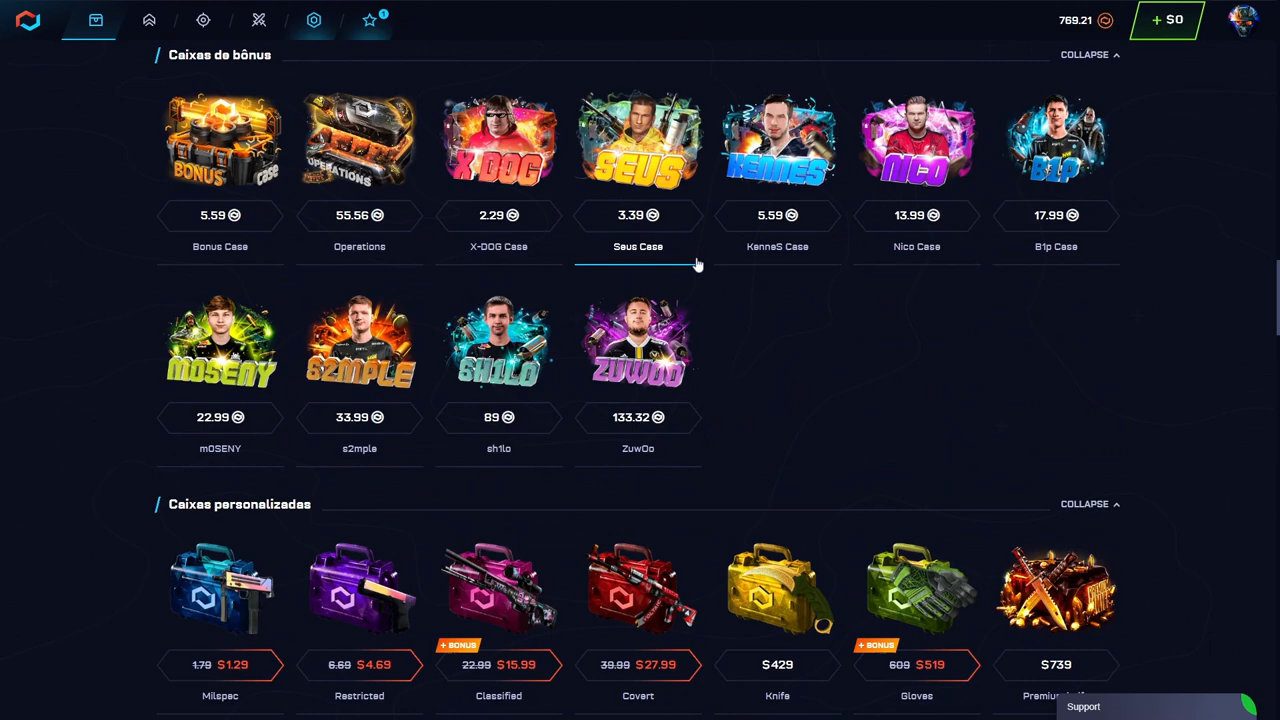 1
769.21
+ $0
Caixas de bônus
COLLAPSE
BONUS case
OPERATIONS
X-DOG
SEUS
KENNES
NICO
B1P
5.59
55.56
2.29
3.39
5.59
13.99
17.99
Bonus Case
Operations
X-DOG Case
Seus Case
KenneS Case
Nico Case
B1p Case
M0SENY
S2MPLE
SH1LO
ZUWOO
22.99
33.99
89
133.32
m0SENY
s2mple
sh1lo
ZuwOo
Caixas personalizadas
COLLAPSE
+ BONUS
+ BONUS
1.79 $1.29
6.69 $4.69
22.99 $15.99
39.99 $27.99
$429
609 $519
$739
Milspec
Restricted
Classified
Covert
Knife
Gloves
Support